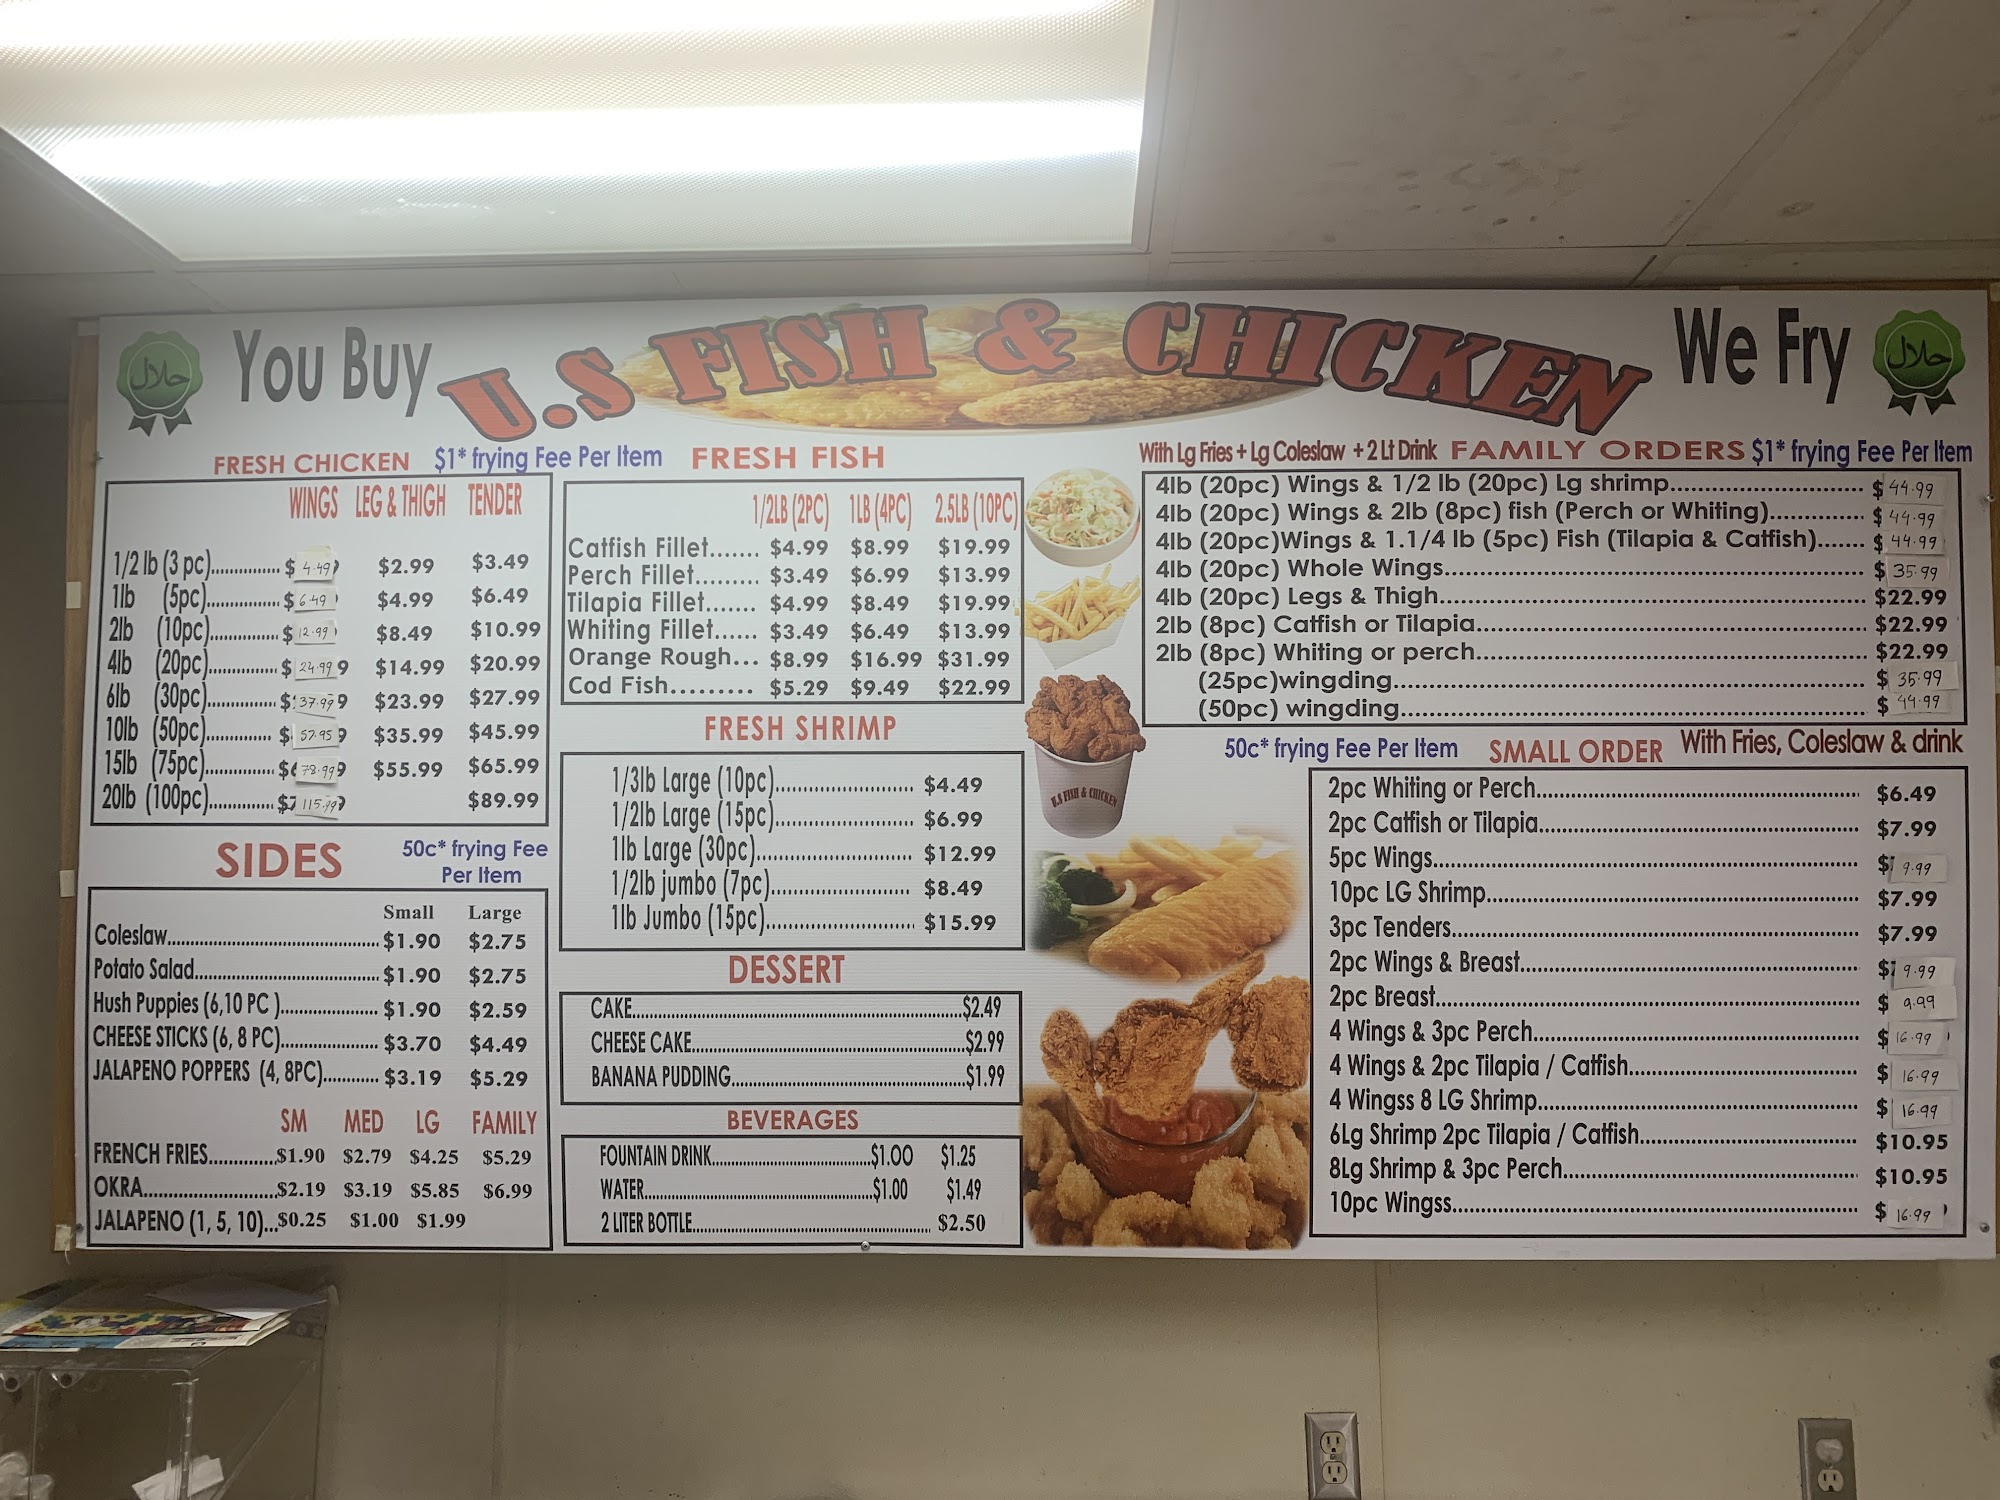 حلال
You Buy
U.S FISH & CHICKEN
We Fry
حلال
FRESH CHICKEN $1* frying Fee Per Item
WINGS LEG & THIGH TENDER
1/2 lb (3 pc)............... $ 4.49 $2.99 $3.49
1lb (5pc)............... $ 6.49 $4.99 $6.49
2lb (10pc)............... $ 12.99 $8.49 $10.99
4lb (20pc)............... $ 24.99 9 $14.99 $20.99
6lb (30pc)............... $ 37.99 9 $23.99 $27.99
10lb (50pc)............... $ 57.95 9 $35.99 $45.99
15lb (75pc)............... $ 78.99 9 $55.99 $65.99
20lb (100pc)............... $ 115.99 $89.99
SIDES
50c* frying Fee
Per Item
Small Large
Coleslaw............... $1.90 $2.75
Potato Salad............... $1.90 $2.75
Hush Puppies (6,10 PC )............... $1.90 $2.59
CHEESE STICKS (6, 8 PC)............... $3.70 $4.49
JALAPENO POPPERS (4, 8PC)............ $3.19 $5.29
SM MED LG FAMILY
FRENCH FRIES.............$1.90 $2.79 $4.25 $5.29
OKRA.............$2.19 $3.19 $5.85 $6.99
JALAPENO (1, 5, 10)...$0.25 $1.00 $1.99
FRESH FISH
1/2LB (2PC) 1LB (4PC) 2.5LB (10PC)
Catfish Fillet....... $4.99 $8.99 $19.99
Perch Fillet......... $3.49 $6.99 $13.99
Tilapia Fillet....... $4.99 $8.49 $19.99
Whiting Fillet...... $3.49 $6.49 $13.99
Orange Rough... $8.99 $16.99 $31.99
Cod Fish.......... $5.29 $9.49 $22.99
FRESH SHRIMP
1/3lb Large (10pc)............... $4.49
1/2lb Large (15pc)............... $6.99
1lb Large (30pc)............... $12.99
1/2lb jumbo (7pc)............... $8.49
1lb Jumbo (15pc)............... $15.99
DESSERT
CAKE...............$2.49
CHEESE CAKE...............$2.99
BANANA PUDDING...............$1.99
BEVERAGES
FOUNTAIN DRINK...............$1.00 $1.25
WATER...............$1.00 $1.49
2 LITER BOTTLE............... $2.50
U.S FISH & CHICKEN
With Lg Fries + Lg Coleslaw + 2 Lt Drink FAMILY ORDERS $1* frying Fee Per Item
4lb (20pc) Wings & 1/2 lb (20pc) Lg shrimp............... $ 44.99
4lb (20pc) Wings & 2lb (8pc) fish (Perch or Whiting)............... $ 44.99
4lb (20pc)Wings & 1.1/4 lb (5pc) Fish (Tilapia & Catfish)....... $ 44.99
4lb (20pc) Whole Wings............... $ 35.99
4lb (20pc) Legs & Thigh............... $22.99
2lb (8pc) Catfish or Tilapia............... $22.99
2lb (8pc) Whiting or perch............... $22.99
(25pc)wingding............... $ 35.99
(50pc) wingding............... $ 44.99
50c* frying Fee Per Item SMALL ORDER With Fries, Coleslaw & drink
2pc Whiting or Perch............... $6.49
2pc Catfish or Tilapia............... $7.99
5pc Wings............... $ 9.99
10pc LG Shrimp............... $7.99
3pc Tenders............... $7.99
2pc Wings & Breast............... $ 9.99
2pc Breast............... $ 9.99
4 Wings & 3pc Perch............... $ 16.99
4 Wings & 2pc Tilapia / Catfish............... $ 16.99
4 Wingss 8 LG Shrimp............... $ 16.99
6Lg Shrimp 2pc Tilapia / Catfish............... $10.95
8Lg Shrimp & 3pc Perch............... $10.95
10pc Wingss............... $ 16.99